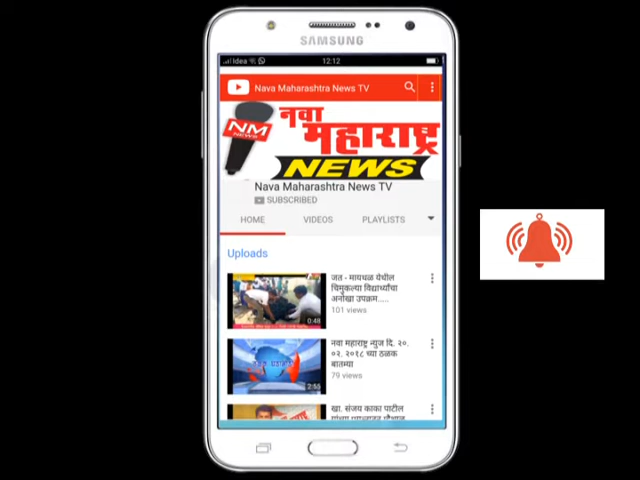 SAMSUNG
Idea 12:12
Nava Maharashtra News TV
NM
NEWS
नवा
महाराष्ट्र
NEWS
Nava Maharashtra News TV
SUBSCRIBED
HOME VIDEOS PLAYLISTS
Uploads
जत - मायथळ येथील
चिमुकल्या विद्यार्थ्यांचा
अनोखा उपक्रम.....
101 views
0:48
नवा महाराष्ट्र न्युज दि. २०.
०२. २०१८ च्या ठळक
बातम्या
79 views
2:55
खा. संजय काका पाटील